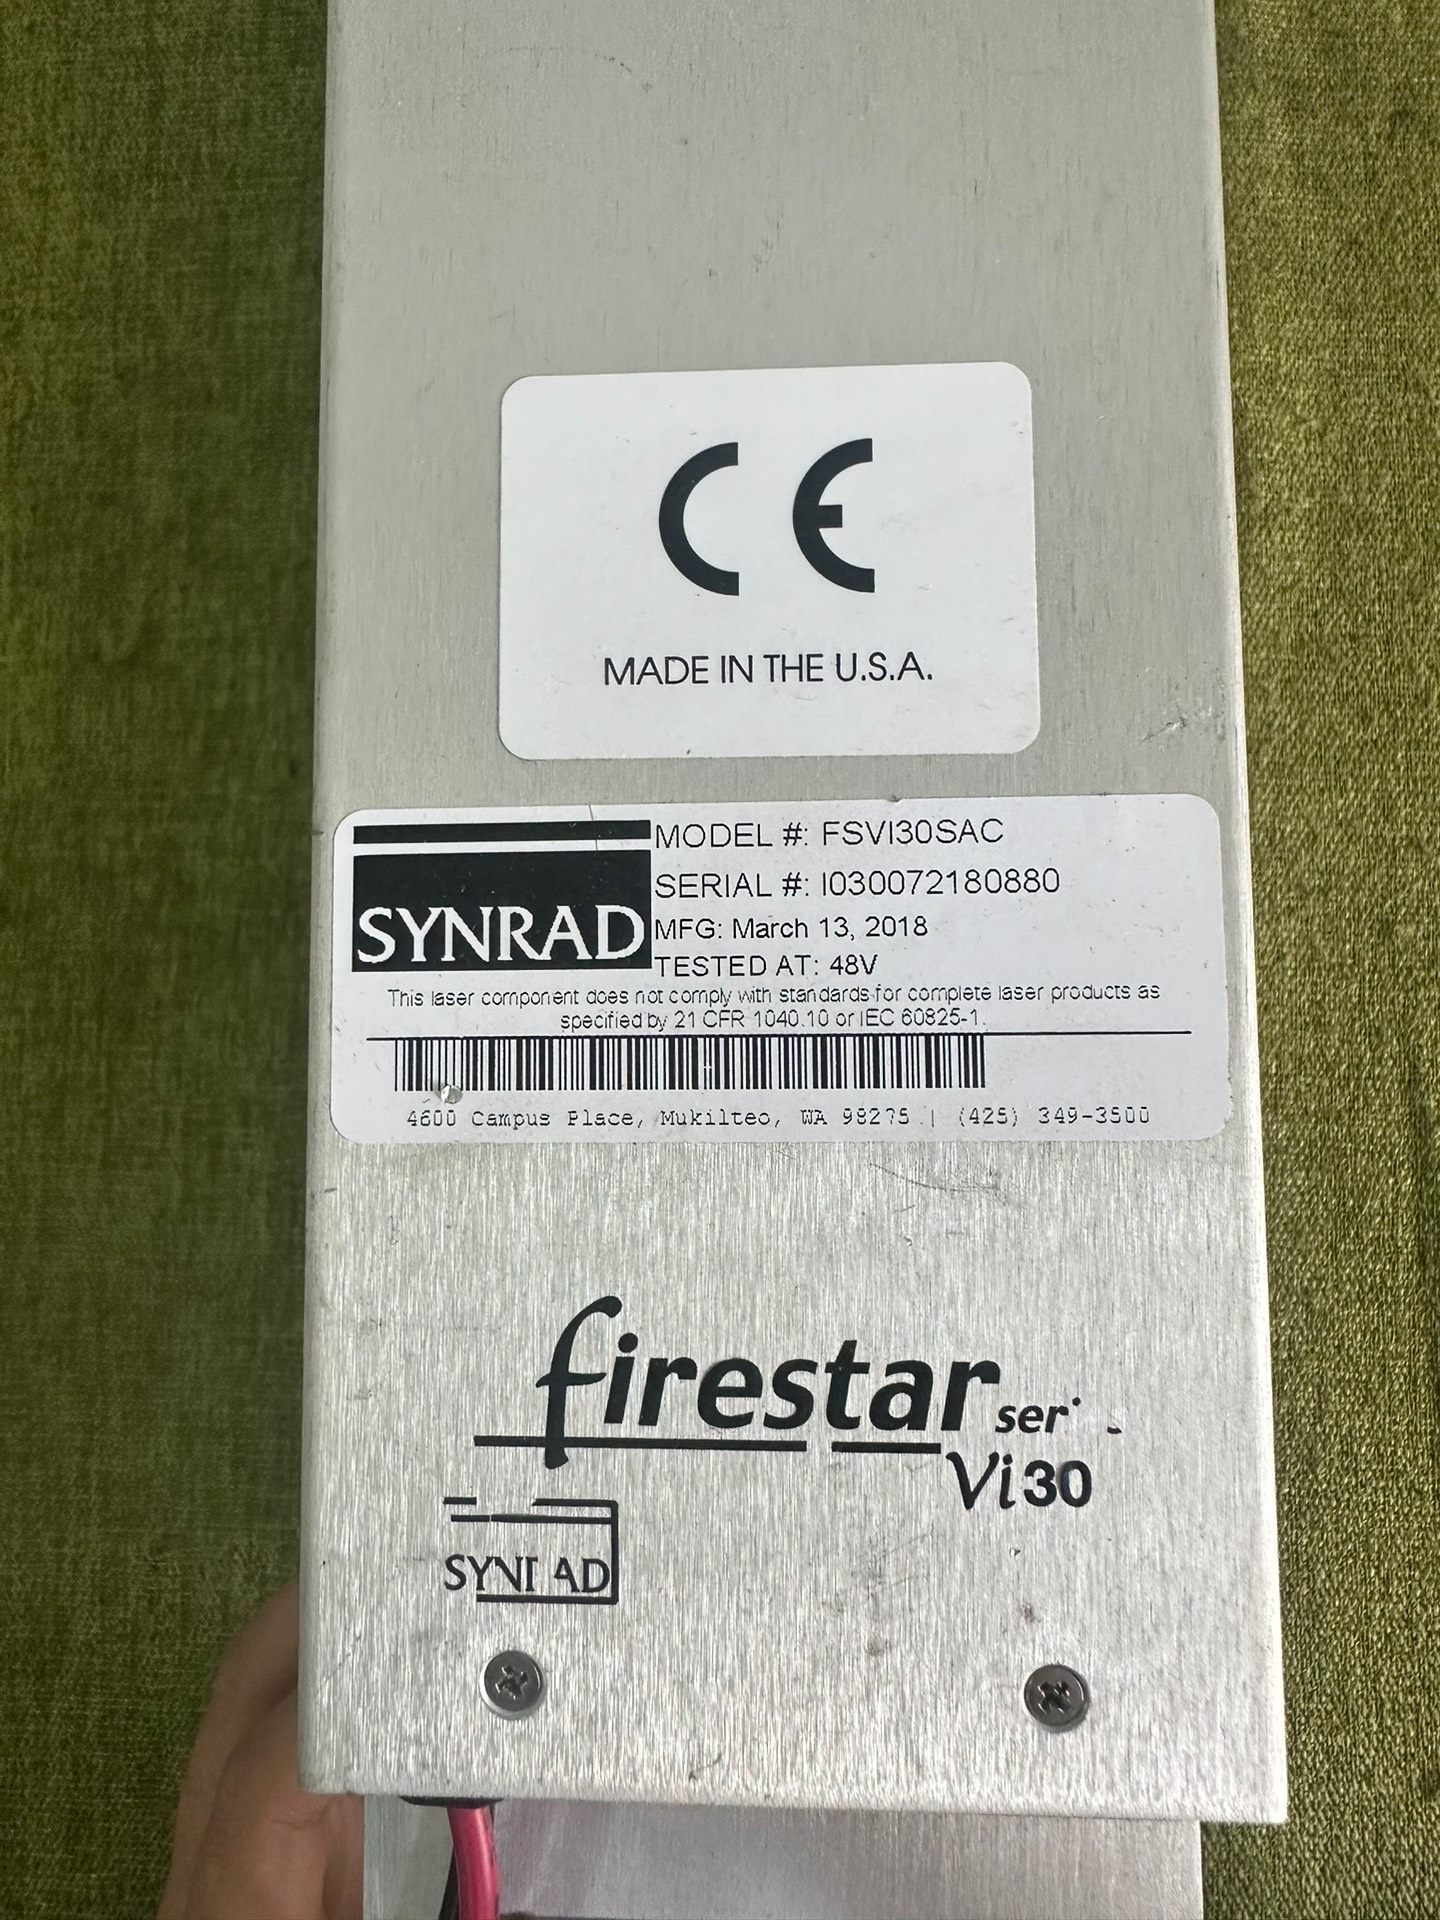 CE
MADE IN THE U.S.A.
SYNRAD
MODEL #: FSVI30SAC
SERIAL #: I030072180880
MFG: March 13, 2018
TESTED AT: 48V
This laser component does not comply with standards for complete laser products as
specified by 21 CFR 1040.10 or IEC 60825-1.
4600 Campus Place, Mukilteo, WA 98275 | (425) 349-3500
firestar
Vi30